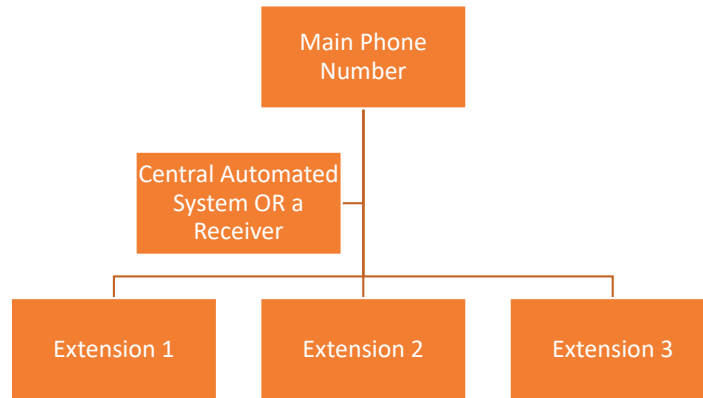 Main Phone
Number
Central Automated
System OR a
Receiver
Extension 1
Extension 2
Extension 3